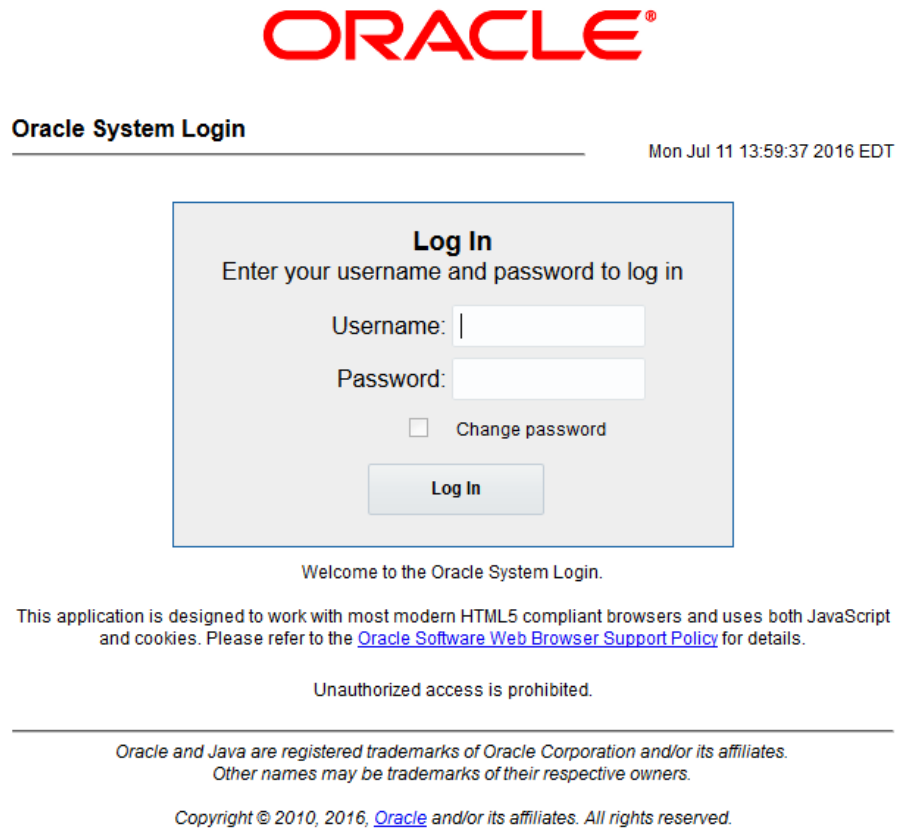 ORACLE®
Oracle System Login
Mon Jul 11 13:59:37 2016 EDT
Log In
Enter your username and password to log in
Username:
Password:
Change password
Log In
Welcome to the Oracle System Login.
This application is designed to work with most modern HTML5 compliant browsers and uses both JavaScript
and cookies. Please refer to the Oracle Software Web Browser Support Policy for details.
Unauthorized access is prohibited.
Oracle and Java are registered trademarks of Oracle Corporation and/or its affiliates.
Other names may be trademarks of their respective owners.
Copyright © 2010, 2016, Oracle and/or its affiliates. All rights reserved.